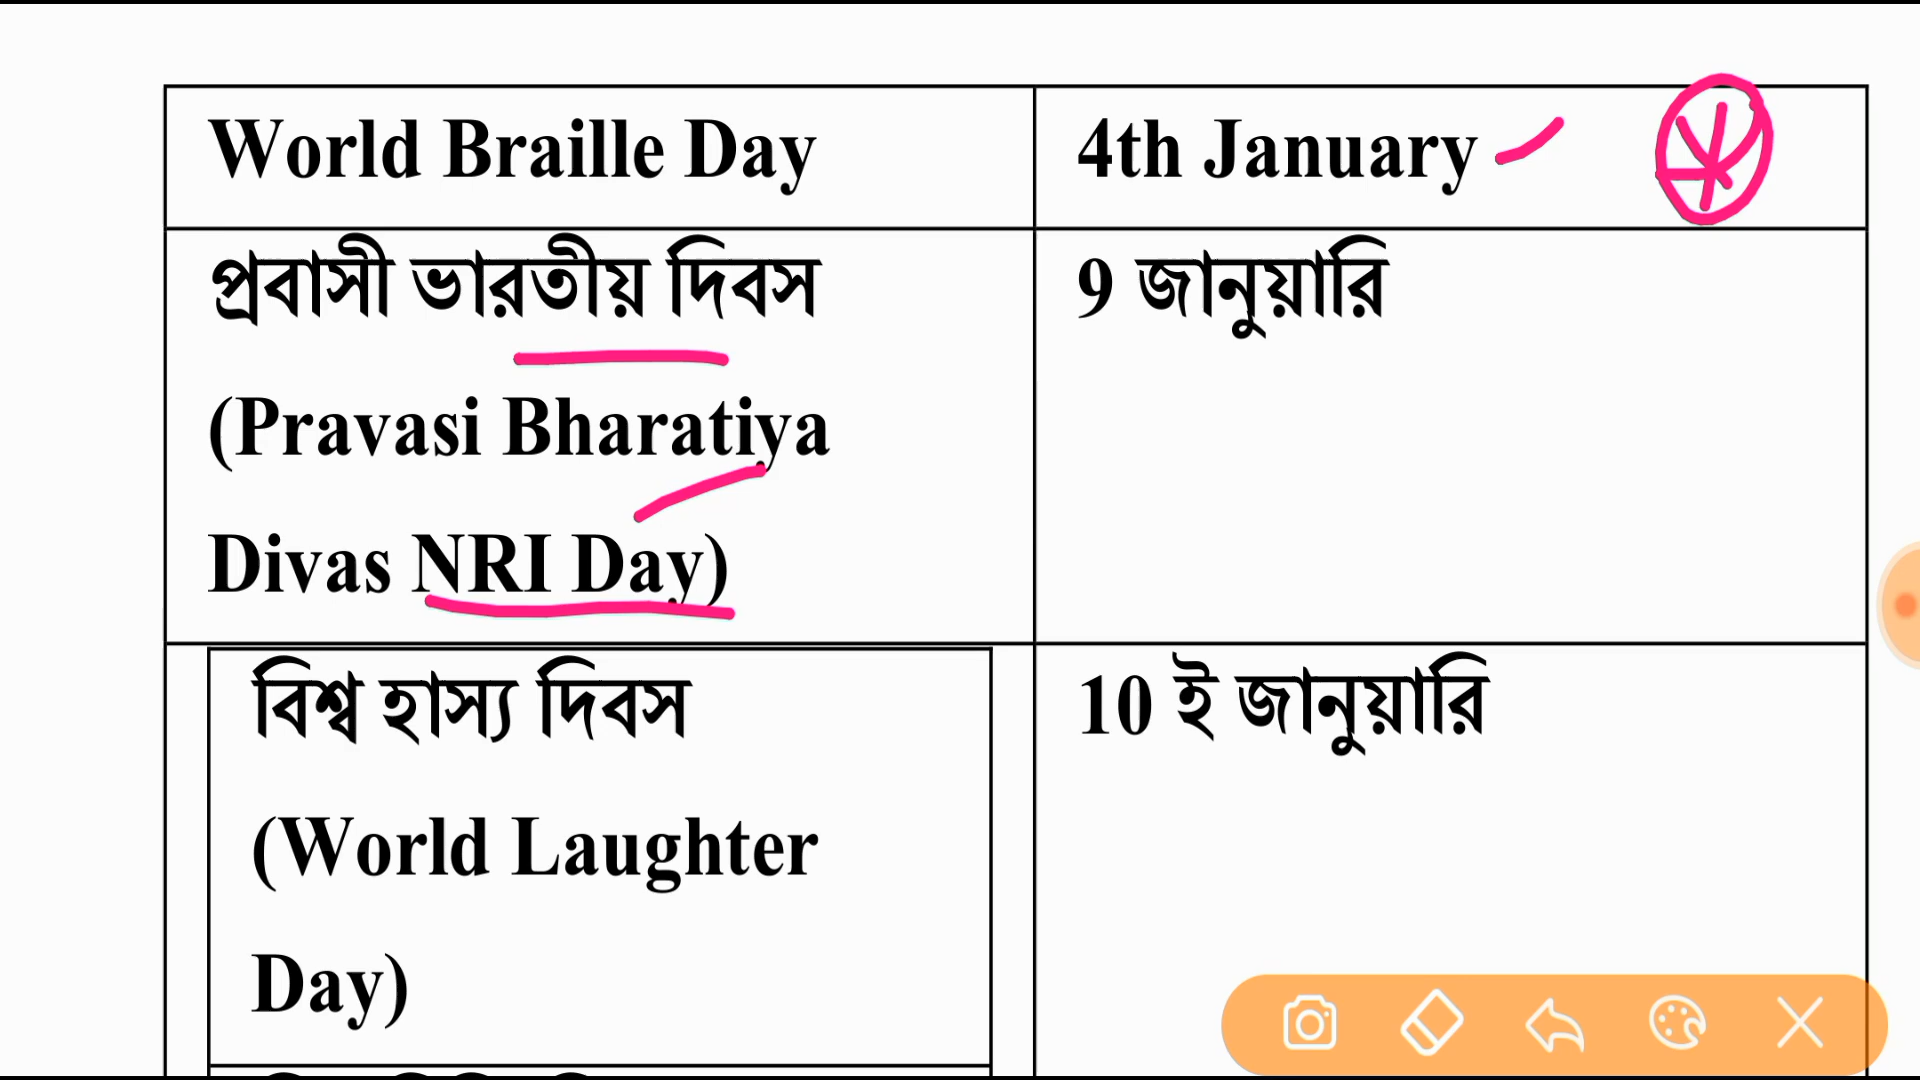 World Braille Day
4th January
প্রবাসী ভারতীয় দিবস
(Pravasi Bharatiya
Divas NRI Day)
9 জানুয়ারি
বিশ্ব হাস্য দিবস
(World Laughter
Day)
10 ই জানুয়ারি